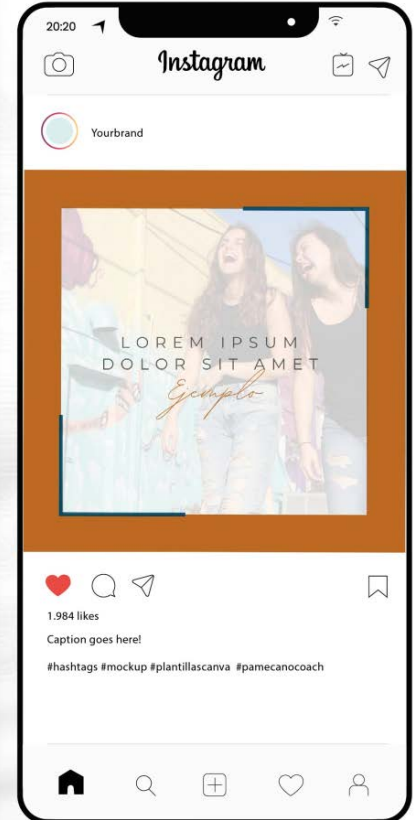 20:20
Instagram
Yourbrand
LOREM IPSUM
DOLOR SIT AMET
Ejemplo
1.984 likes
Caption goes here!
#hashtags #mockup #plantillascanva #pamecanocoach